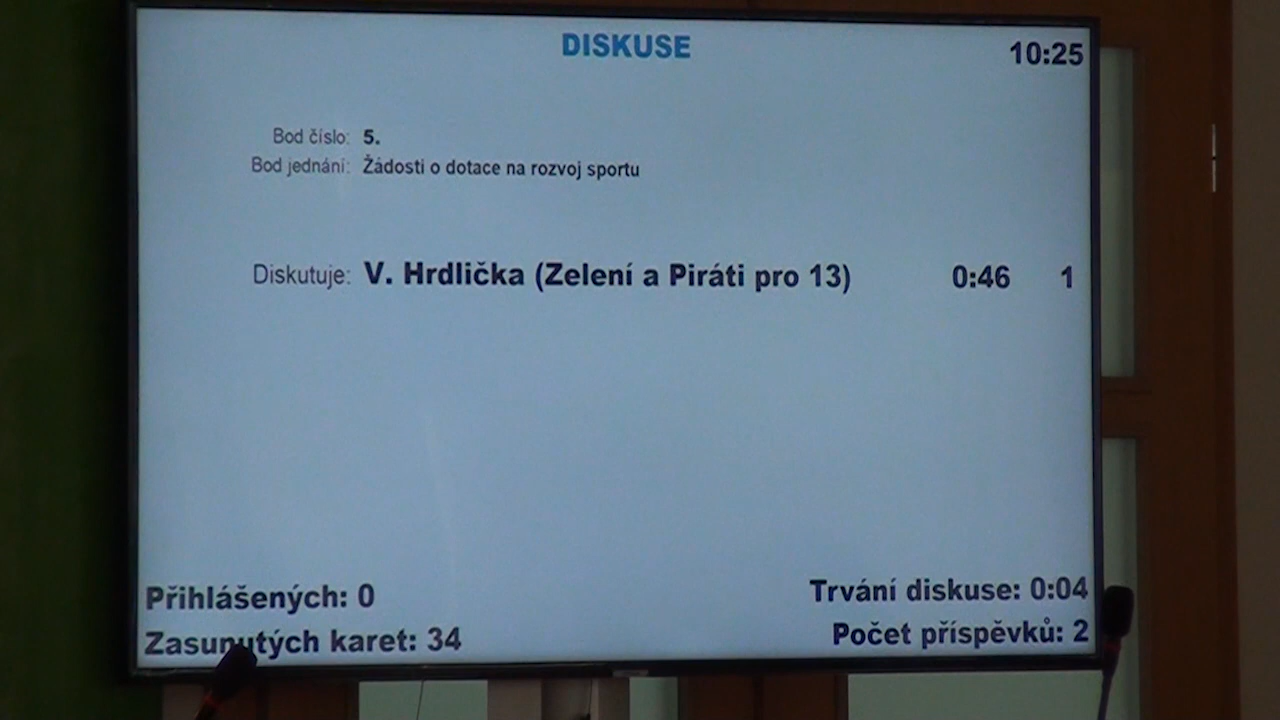 DISKUSE
10:25
Bod číslo: 5.
Bod jednání: Žádosti o dotace na rozvoj sportu
Diskutuje: V. Hrdlička (Zelení a Piráti pro 13) 0:46 1
Přihlášených: 0
Trvání diskuse: 0:04
Zasunutých karet: 34
Počet příspěvků: 2